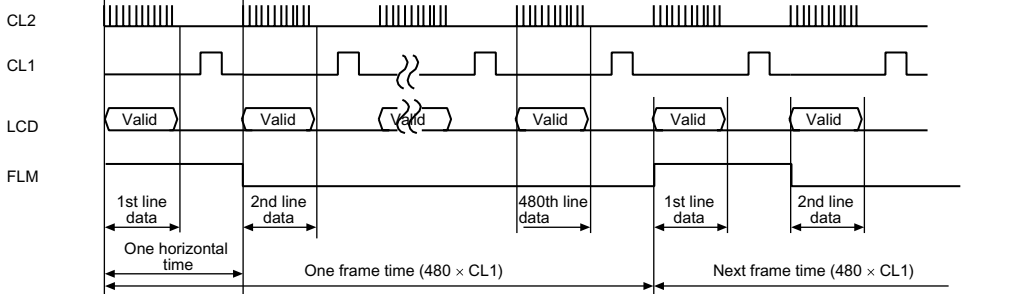 CL2
CL1
LCD
Valid
Valid
Valid
Valid
Valid
Valid
FLM
1st line
data
2nd line
data
480th line
data
1st line
data
2nd line
data
One horizontal
time
One frame time (480 × CL1)
Next frame time (480 × CL1)